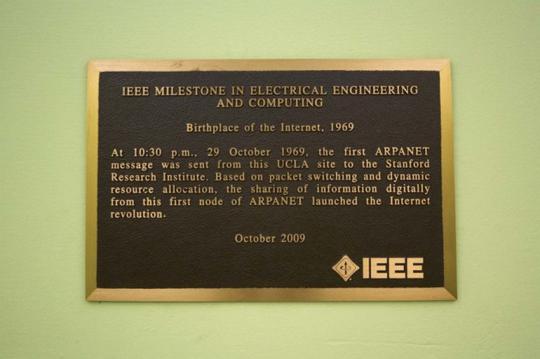 IEEE MILESTONE IN ELECTRICAL ENGINEERING
AND COMPUTING
Birthplace of the Internet, 1969
At 10:30 p.m., 29 October 1969, the first ARPANET
message was sent from this UCLA site to the Stanford
Research Institute. Based on packet switching and dynamic
resource allocation, the sharing of information digitally
from this first node of ARPANET launched the Internet
revolution.
October 2009
IEEE